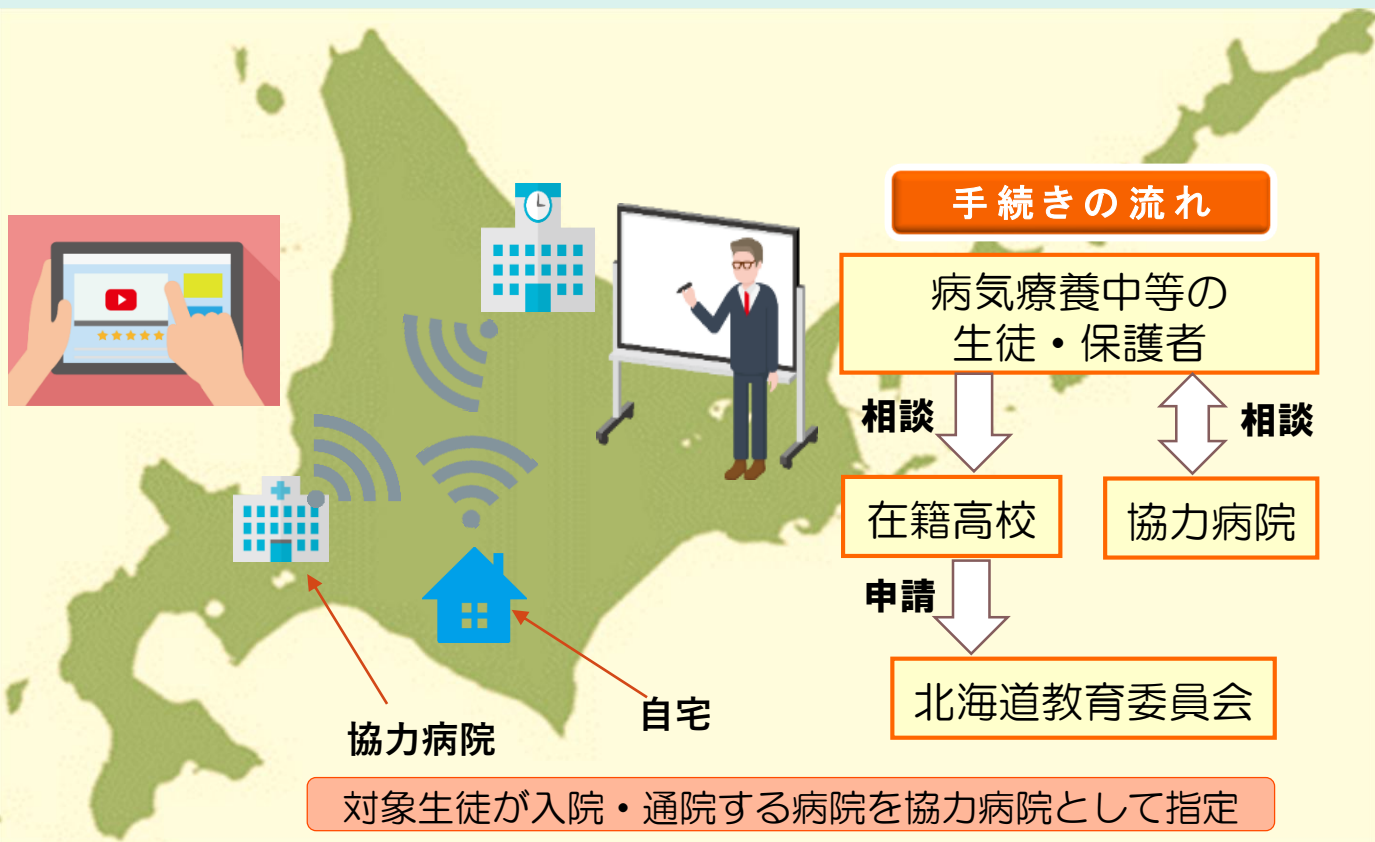 手続きの流れ
病気療養中等の
生徒・保護者
相談
相談
在籍高校
協力病院
申請
北海道教育委員会
自宅
協力病院
対象生徒が入院・通院する病院を協力病院として指定